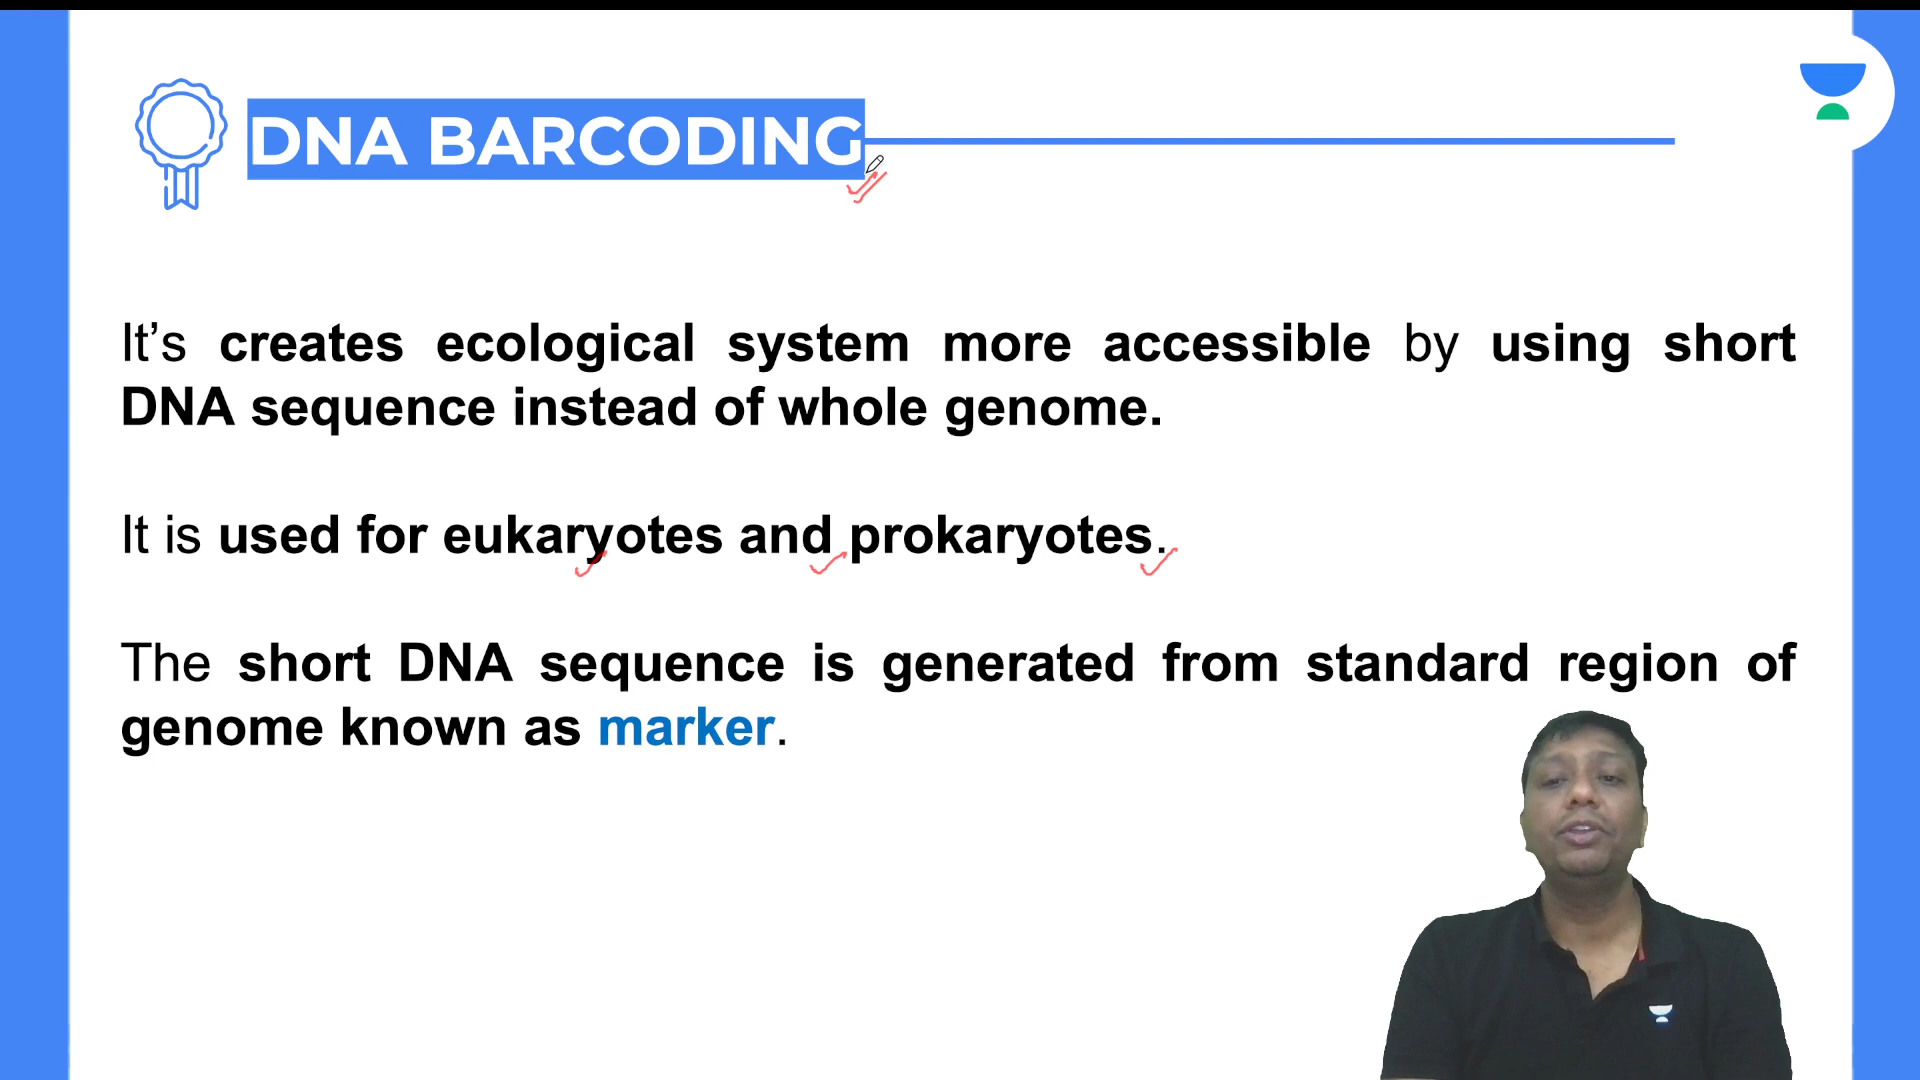 DNA BARCODING
It’s creates ecological system more accessible by using short
DNA sequence instead of whole genome.
It is used for eukaryotes and prokaryotes.
The short DNA sequence is generated from standard region of
genome known as marker.